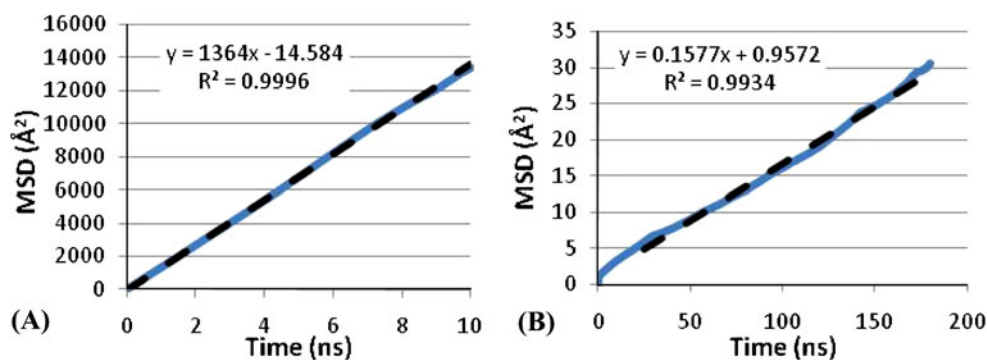 16000
14000
12000
10000
8000
6000
4000
2000
0
MSD (Å²)
y = 1364x - 14.584
R² = 0.9996
0 2 4 6 8 10
(A) Time (ns)
35
30
25
20
15
10
5
0
MSD (Å²)
y = 0.1577x + 0.9572
R² = 0.9934
0 50 100 150 200
(B) Time (ns)